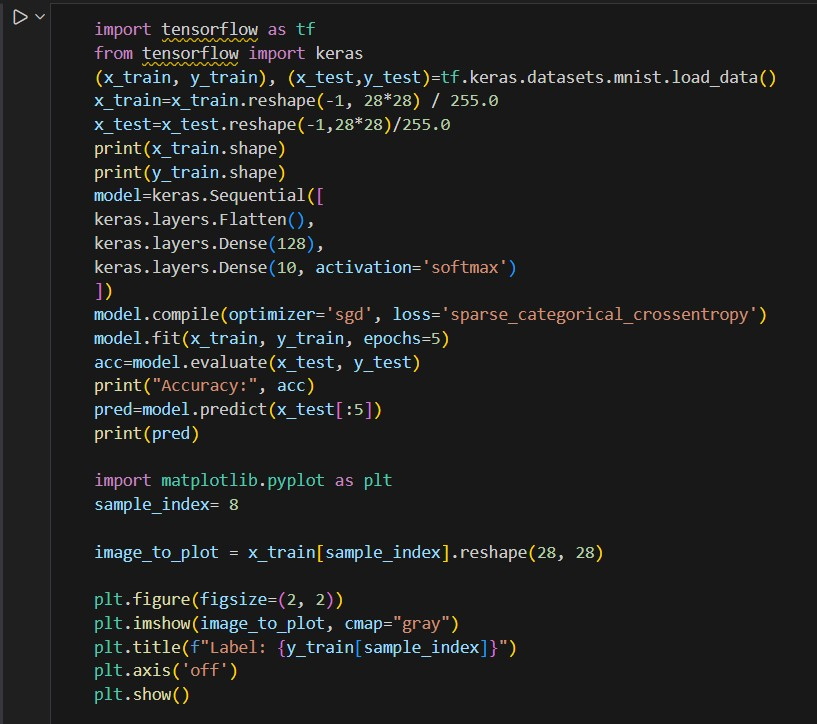 import tensorflow as tf
from tensorflow import keras
(x_train, y_train), (x_test,y_test)=tf.keras.datasets.mnist.load_data()
x_train=x_train.reshape(-1, 28*28) / 255.0
x_test=x_test.reshape(-1,28*28)/255.0
print(x_train.shape)
print(y_train.shape)
model=keras.Sequential([
keras.layers.Flatten(),
keras.layers.Dense(128),
keras.layers.Dense(10, activation='softmax')
])
model.compile(optimizer='sgd', loss='sparse_categorical_crossentropy')
model.fit(x_train, y_train, epochs=5)
acc=model.evaluate(x_test, y_test)
print("Accuracy:", acc)
pred=model.predict(x_test[:5])
print(pred)

import matplotlib.pyplot as plt
sample_index= 8

image_to_plot = x_train[sample_index].reshape(28, 28)

plt.figure(figsize=(2, 2))
plt.imshow(image_to_plot, cmap="gray")
plt.title(f"Label: {y_train[sample_index]}")
plt.axis('off')
plt.show()